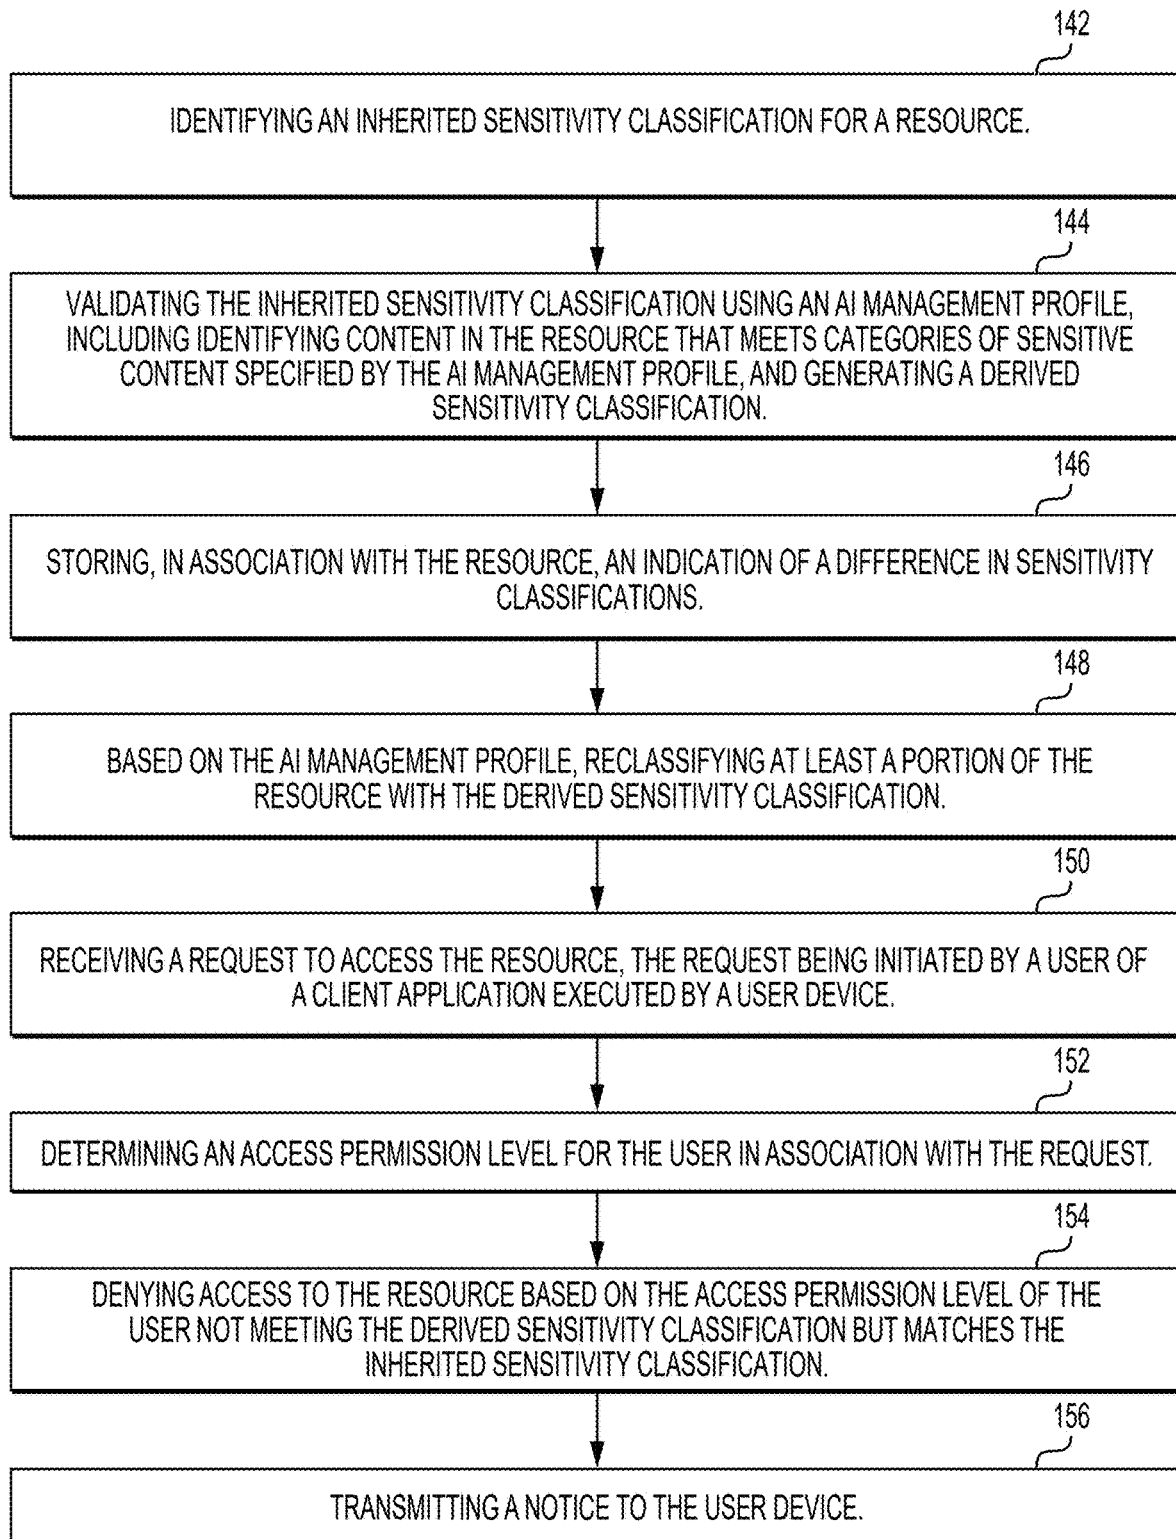 142
IDENTIFYING AN INHERITED SENSITIVITY CLASSIFICATION FOR A RESOURCE.
144
VALIDATING THE INHERITED SENSITIVITY CLASSIFICATION USING AN AI MANAGEMENT PROFILE,
INCLUDING IDENTIFYING CONTENT IN THE RESOURCE THAT MEETS CATEGORIES OF SENSITIVE
CONTENT SPECIFIED BY THE AI MANAGEMENT PROFILE, AND GENERATING A DERIVED
SENSITIVITY CLASSIFICATION.
146
STORING, IN ASSOCIATION WITH THE RESOURCE, AN INDICATION OF A DIFFERENCE IN SENSITIVITY
CLASSIFICATIONS.
148
BASED ON THE AI MANAGEMENT PROFILE, RECLASSIFYING AT LEAST A PORTION OF THE
RESOURCE WITH THE DERIVED SENSITIVITY CLASSIFICATION.
150
RECEIVING A REQUEST TO ACCESS THE RESOURCE, THE REQUEST BEING INITIATED BY A USER OF
A CLIENT APPLICATION EXECUTED BY A USER DEVICE.
152
DETERMINING AN ACCESS PERMISSION LEVEL FOR THE USER IN ASSOCIATION WITH THE REQUEST.
154
DENYING ACCESS TO THE RESOURCE BASED ON THE ACCESS PERMISSION LEVEL OF THE
USER NOT MEETING THE DERIVED SENSITIVITY CLASSIFICATION BUT MATCHES THE
INHERITED SENSITIVITY CLASSIFICATION.
156
TRANSMITTING A NOTICE TO THE USER DEVICE.